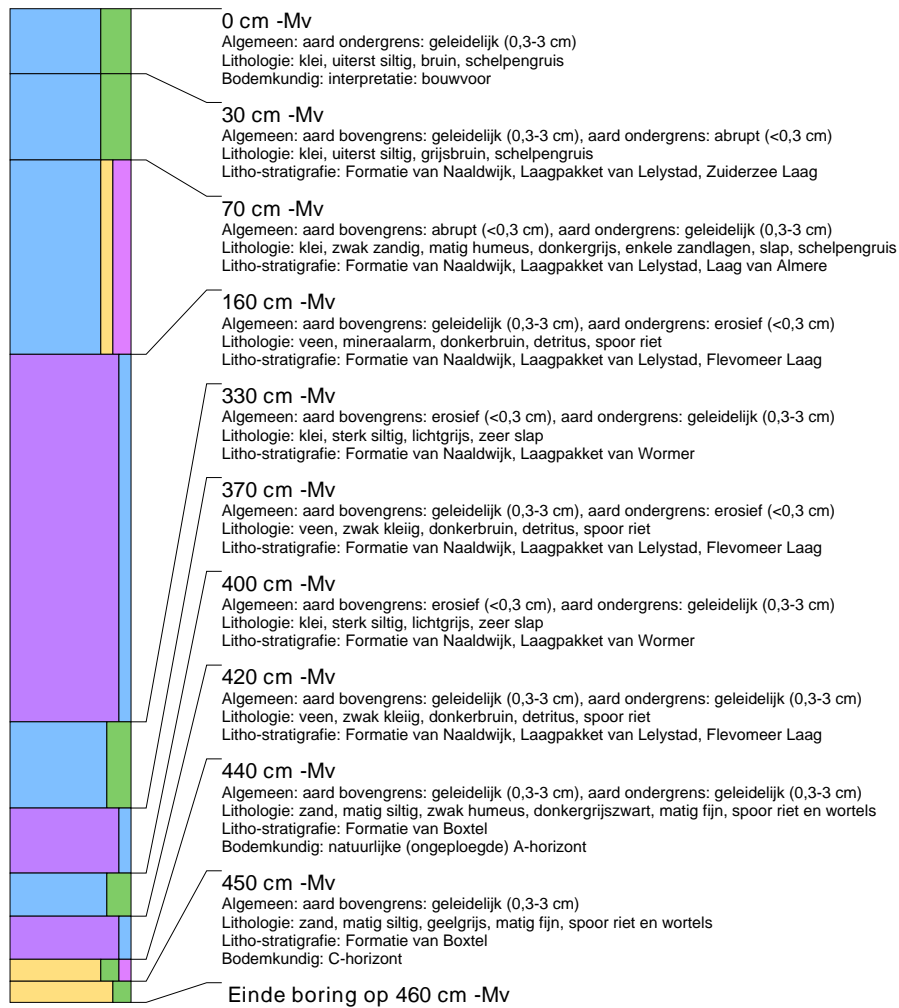 0 cm -Mv
Algemeen: aard ondergrens: geleidelijk (0,3-3 cm)
Lithologie: klei, uiterst siltig, bruin, schelpengruis
Bodemkundig: interpretatie: bouwvoor
30 cm -Mv
Algemeen: aard bovengrens: geleidelijk (0,3-3 cm), aard ondergrens: abrupt (<0,3 cm)
Lithologie: klei, uiterst siltig, grijsbruin, schelpengruis
Litho-stratigrafie: Formatie van Naaldwijk, Laagpakket van Lelystad, Zuiderzee Laag
70 cm -Mv
Algemeen: aard bovengrens: abrupt (<0,3 cm), aard ondergrens: geleidelijk (0,3-3 cm)
Lithologie: klei, zwak zandig, matig humeus, donkergrijs, enkele zandlagen, slap, schelpengruis
Litho-stratigrafie: Formatie van Naaldwijk, Laagpakket van Lelystad, Laag van Almere
160 cm -Mv
Algemeen: aard bovengrens: geleidelijk (0,3-3 cm), aard ondergrens: erosief (<0,3 cm)
Lithologie: veen, mineraalarm, donkerbruin, detritus, spoor riet
Litho-stratigrafie: Formatie van Naaldwijk, Laagpakket van Lelystad, Flevomeer Laag
330 cm -Mv
Algemeen: aard bovengrens: erosief (<0,3 cm), aard ondergrens: geleidelijk (0,3-3 cm)
Lithologie: klei, sterk siltig, lichtgrijs, zeer slap
Litho-stratigrafie: Formatie van Naaldwijk, Laagpakket van Wormer
370 cm -Mv
Algemeen: aard bovengrens: geleidelijk (0,3-3 cm), aard ondergrens: erosief (<0,3 cm)
Lithologie: veen, zwak kleiig, donkerbruin, detritus, spoor riet
Litho-stratigrafie: Formatie van Naaldwijk, Laagpakket van Lelystad, Flevomeer Laag
400 cm -Mv
Algemeen: aard bovengrens: erosief (<0,3 cm), aard ondergrens: geleidelijk (0,3-3 cm)
Lithologie: klei, sterk siltig, lichtgrijs, zeer slap
Litho-stratigrafie: Formatie van Naaldwijk, Laagpakket van Wormer
420 cm -Mv
Algemeen: aard bovengrens: geleidelijk (0,3-3 cm), aard ondergrens: geleidelijk (0,3-3 cm)
Lithologie: veen, zwak kleiig, donkerbruin, detritus, spoor riet
Litho-stratigrafie: Formatie van Naaldwijk, Laagpakket van Lelystad, Flevomeer Laag
440 cm -Mv
Algemeen: aard bovengrens: geleidelijk (0,3-3 cm), aard ondergrens: geleidelijk (0,3-3 cm)
Lithologie: zand, matig siltig, zwak humeus, donkergrijszwart, matig fijn, spoor riet en wortels
Litho-stratigrafie: Formatie van Boxtel
Bodemkundig: natuurlijke (ongeploegde) A-horizont
450 cm -Mv
Algemeen: aard bovengrens: geleidelijk (0,3-3 cm)
Lithologie: zand, matig siltig, geelgrijs, matig fijn, spoor riet en wortels
Litho-stratigrafie: Formatie van Boxtel
Bodemkundig: C-horizont
Einde boring op 460 cm -Mv